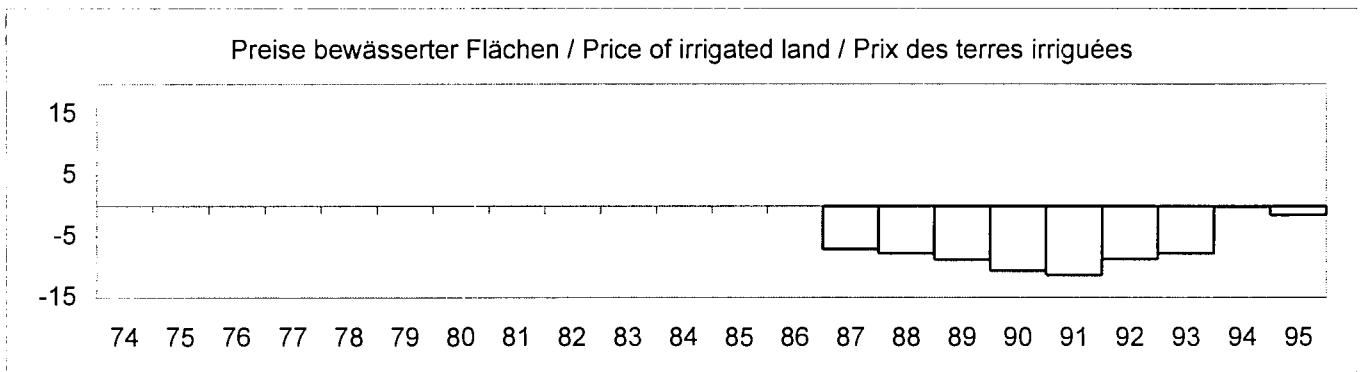 Preise bewässerter Flächen / Price of irrigated land / Prix des terres irriguées
15
5
-5
-15
74 75 76 77 78 79 80 81 82 83 84 85 86 87 88 89 90 91 92 93 94 95